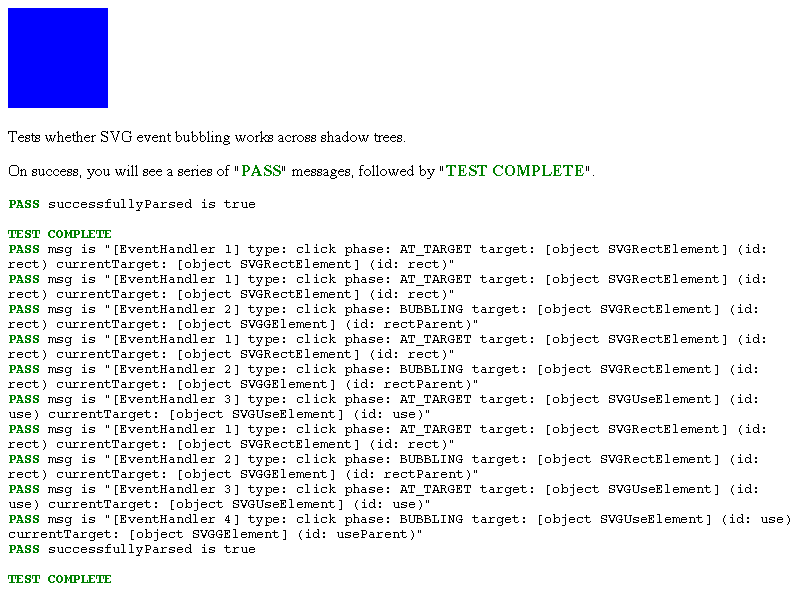 Tests whether SVG event bubbling works across shadow trees.
On success, you will see a series of "PASS" messages, followed by "TEST COMPLETE".
PASS successfullyParsed is true
TEST COMPLETE
PASS msg is "[EventHandler 1] type: click phase: AT_TARGET target: [object SVGRectElement] (id:
rect) currentTarget: [object SVGRectElement] (id: rect)"
PASS msg is "[EventHandler 1] type: click phase: AT_TARGET target: [object SVGRectElement] (id:
rect) currentTarget: [object SVGRectElement] (id: rect)"
PASS msg is "[EventHandler 2] type: click phase: BUBBLING target: [object SVGRectElement] (id:
rect) currentTarget: [object SVGGElement] (id: rectParent)"
PASS msg is "[EventHandler 1] type: click phase: AT_TARGET target: [object SVGRectElement] (id:
rect) currentTarget: [object SVGRectElement] (id: rect)"
PASS msg is "[EventHandler 2] type: click phase: BUBBLING target: [object SVGRectElement] (id:
rect) currentTarget: [object SVGGElement] (id: rectParent)"
PASS msg is "[EventHandler 3] type: click phase: AT_TARGET target: [object SVGUseElement] (id:
use) currentTarget: [object SVGUseElement] (id: use)"
PASS msg is "[EventHandler 1] type: click phase: AT_TARGET target: [object SVGRectElement] (id:
rect) currentTarget: [object SVGRectElement] (id: rect)"
PASS msg is "[EventHandler 2] type: click phase: BUBBLING target: [object SVGRectElement] (id:
rect) currentTarget: [object SVGGElement] (id: rectParent)"
PASS msg is "[EventHandler 3] type: click phase: AT_TARGET target: [object SVGUseElement] (id:
use) currentTarget: [object SVGUseElement] (id: use)"
PASS msg is "[EventHandler 4] type: click phase: BUBBLING target: [object SVGUseElement] (id: use)
currentTarget: [object SVGGElement] (id: useParent)"
PASS successfullyParsed is true
TEST COMPLETE